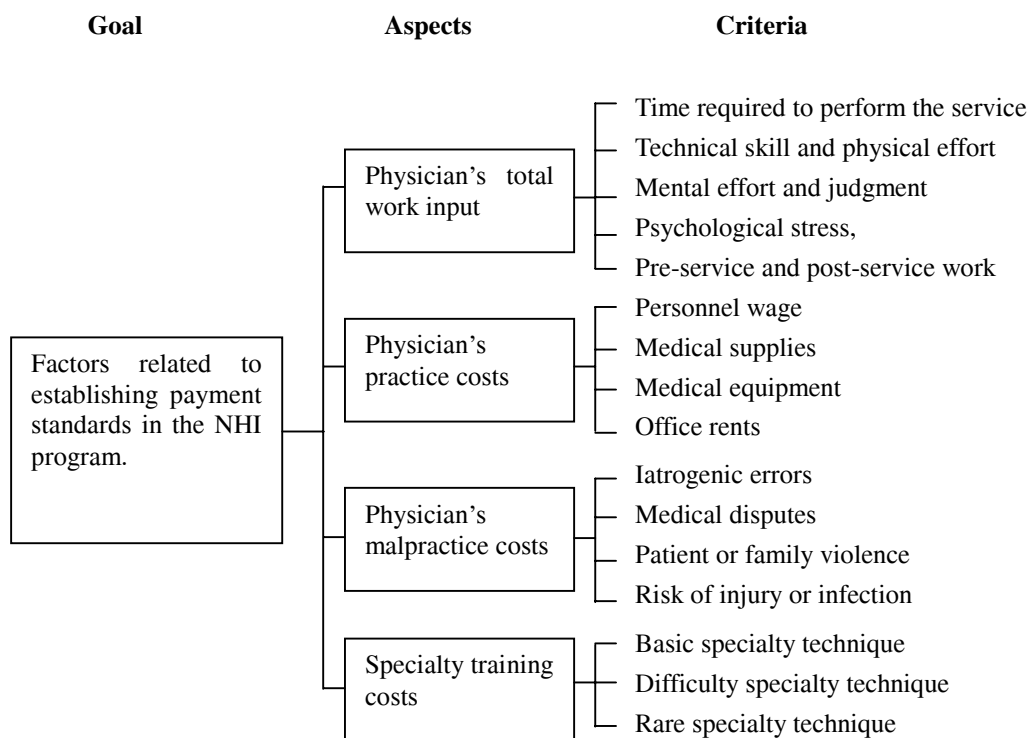 Goal Aspects Criteria
Factors related to
establishing payment
standards in the NHI
program.
Physician’s total
work input
Time required to perform the service
Technical skill and physical effort
Mental effort and judgment
Psychological stress,
Pre-service and post-service work
Physician’s
practice costs
Personnel wage
Medical supplies
Medical equipment
Office rents
Physician’s
malpractice costs
Iatrogenic errors
Medical disputes
Patient or family violence
Risk of injury or infection
Specialty training
costs
Basic specialty technique
Difficulty specialty technique
Rare specialty technique